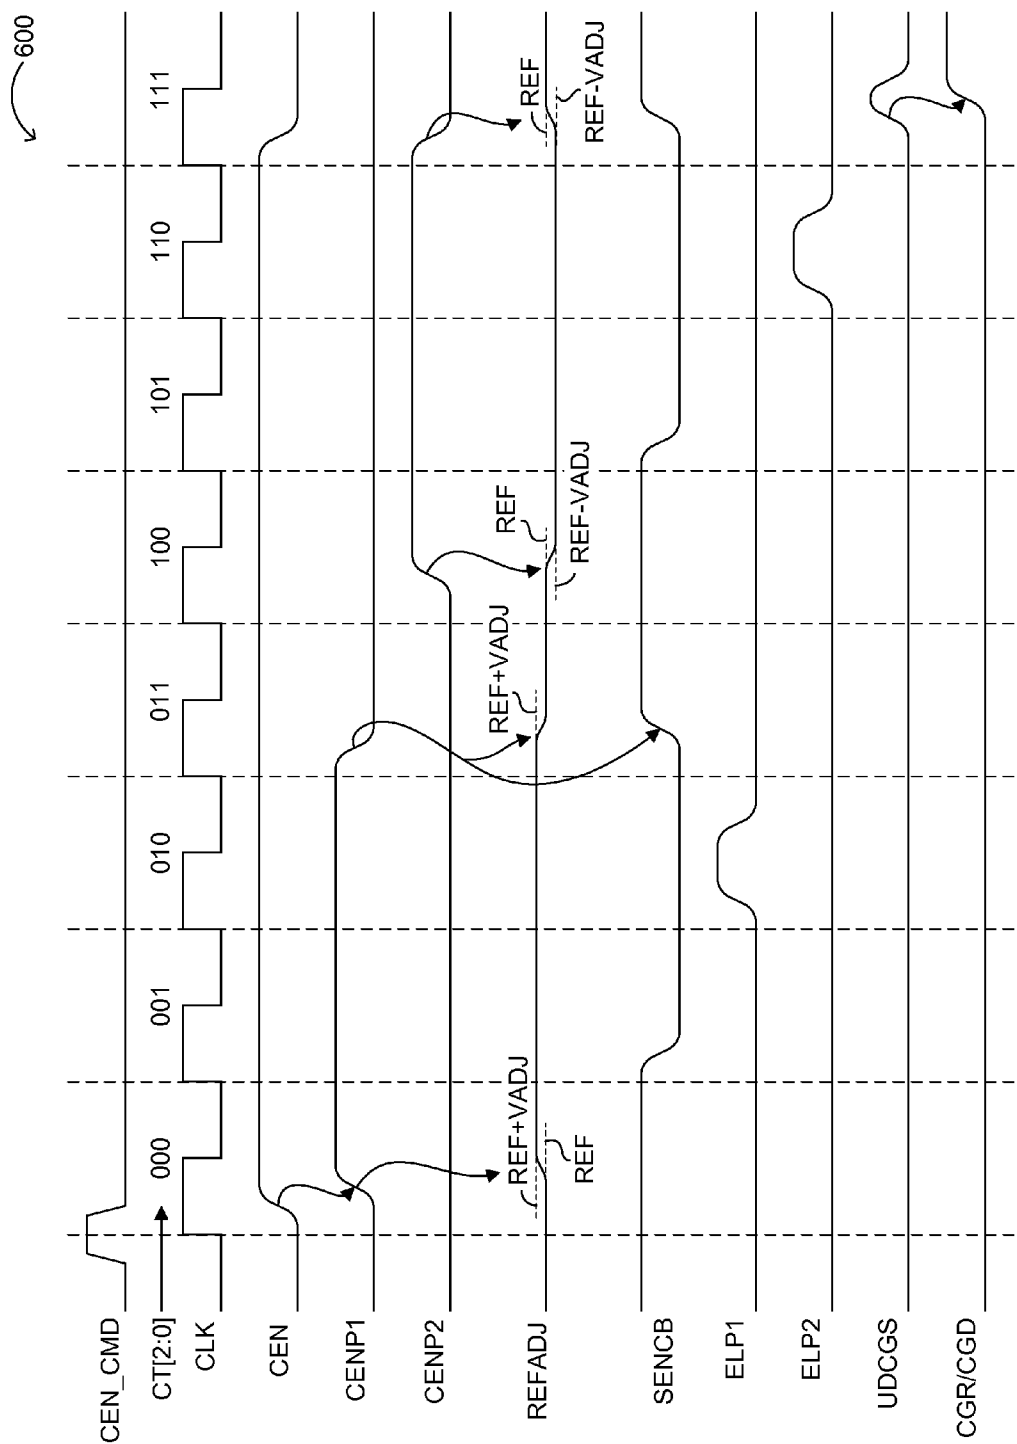 600
CEN_CMD
CT[2:0] 000 001 010 011 100 101 110 111
CLK
CEN
CENP1
CENP2
REFADJ
REF+VADJ
REF
REF+VADJ
REF
REF-VADJ
REF
REF-VADJ
SENCB
ELP1
ELP2
UDCGS
CGR/CGD